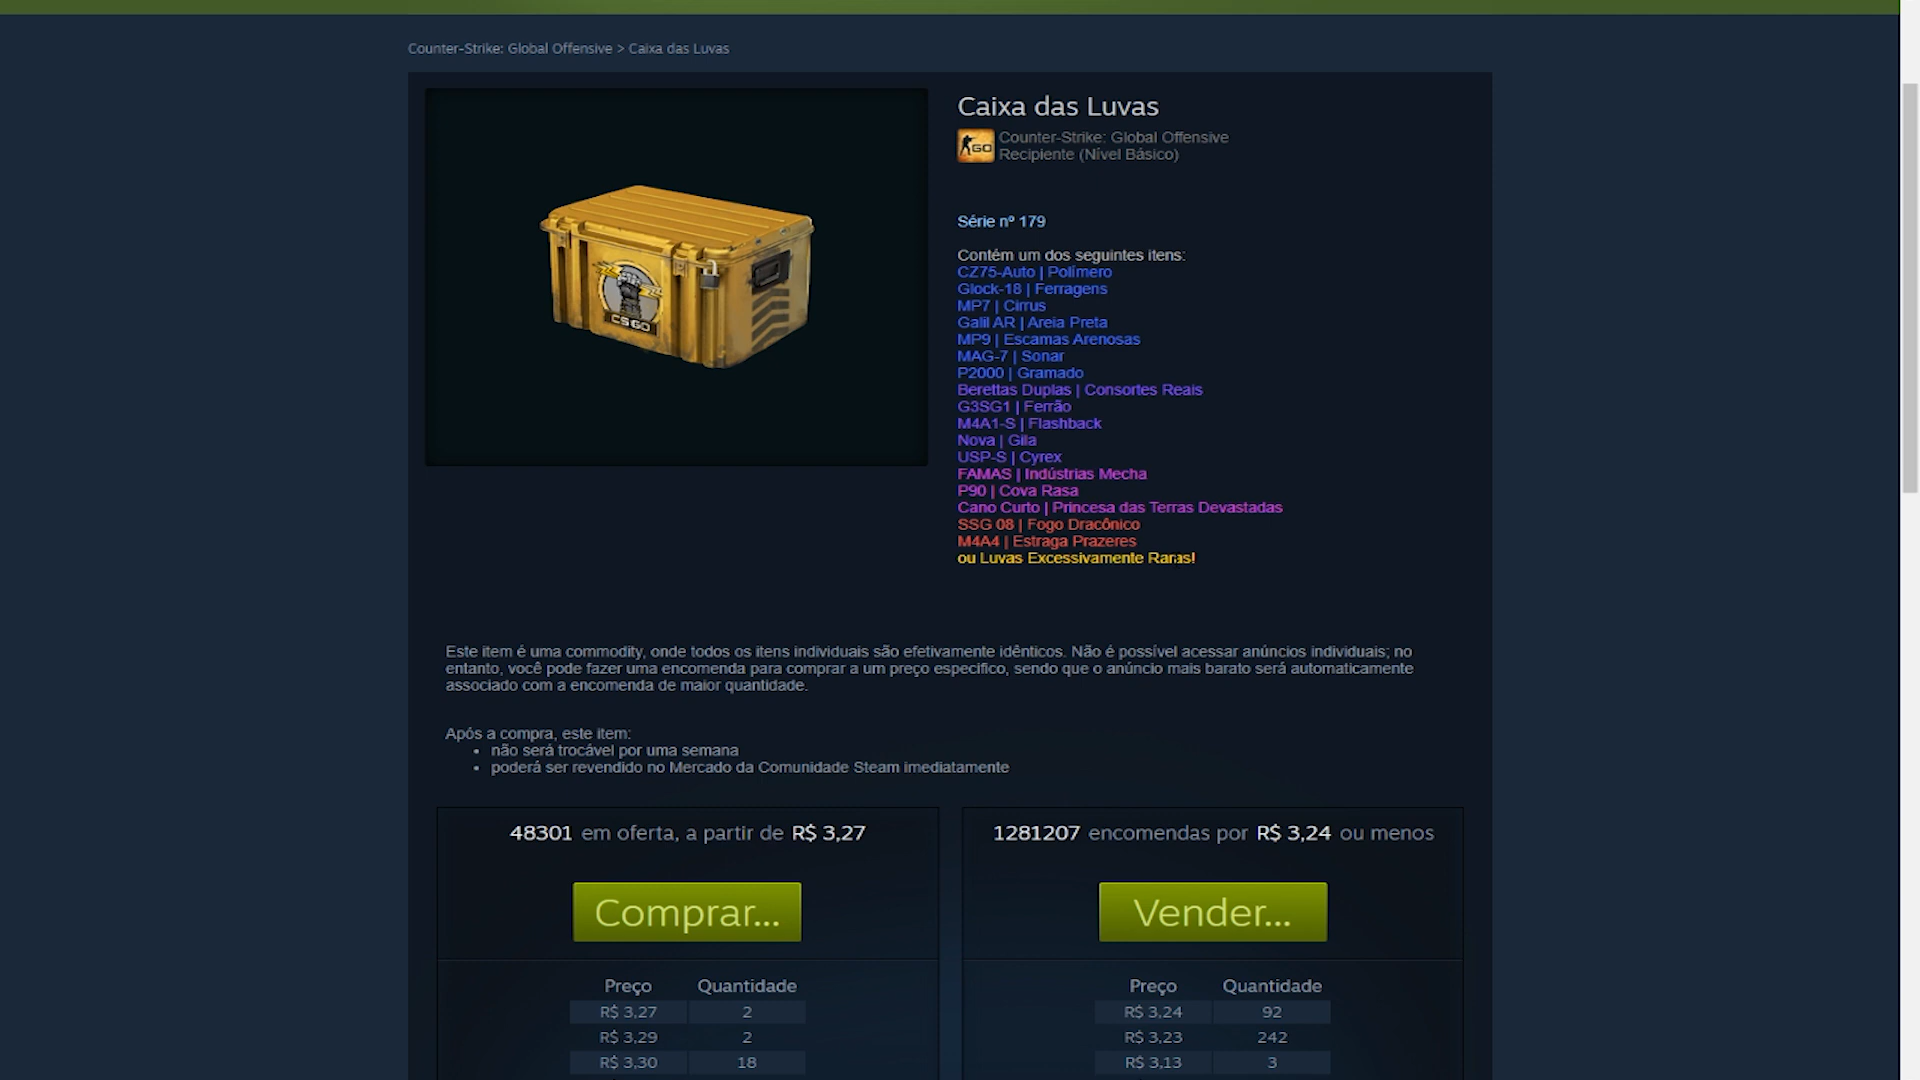 Counter-Strike: Global Offensive > Caixa das Luvas
Caixa das Luvas
GO
Counter-Strike: Global Offensive
Recipiente (Nível Básico)
CSGO
Série nº 179
Contém um dos seguintes itens:
CZ75-Auto | Polímero
Glock-18 | Ferragens
MP7 | Cirrus
Galil AR | Areia Preta
MP9 | Escamas Arenosas
MAG-7 | Sonar
P2000 | Gramado
Berettas Duplas | Consortes Reais
G3SG1 | Ferrão
M4A1-S | Flashback
Nova | Gila
USP-S | Cyrex
FAMAS | Indústrias Mecha
P90 | Cova Rasa
Cano Curto | Princesa das Terras Devastadas
SSG 08 | Fogo Dracônico
M4A4 | Estraga Prazeres
ou Luvas Excessivamente Raras!
Este item é uma commodity, onde todos os itens individuais são efetivamente idênticos. Não é possível acessar anúncios individuais; no
entanto, você pode fazer uma encomenda para comprar a um preço específico, sendo que o anúncio mais barato será automaticamente
associado com a encomenda de maior quantidade.
Após a compra, este item:
• não será trocável por uma semana
• poderá ser revendido no Mercado da Comunidade Steam imediatamente
48301 em oferta, a partir de R$ 3,27
Comprar...
Preço Quantidade
R$ 3,27 2
R$ 3,29 2
R$ 3,30 18
1281207 encomendas por R$ 3,24 ou menos
Vender...
Preço Quantidade
R$ 3,24 92
R$ 3,23 242
R$ 3,13 3